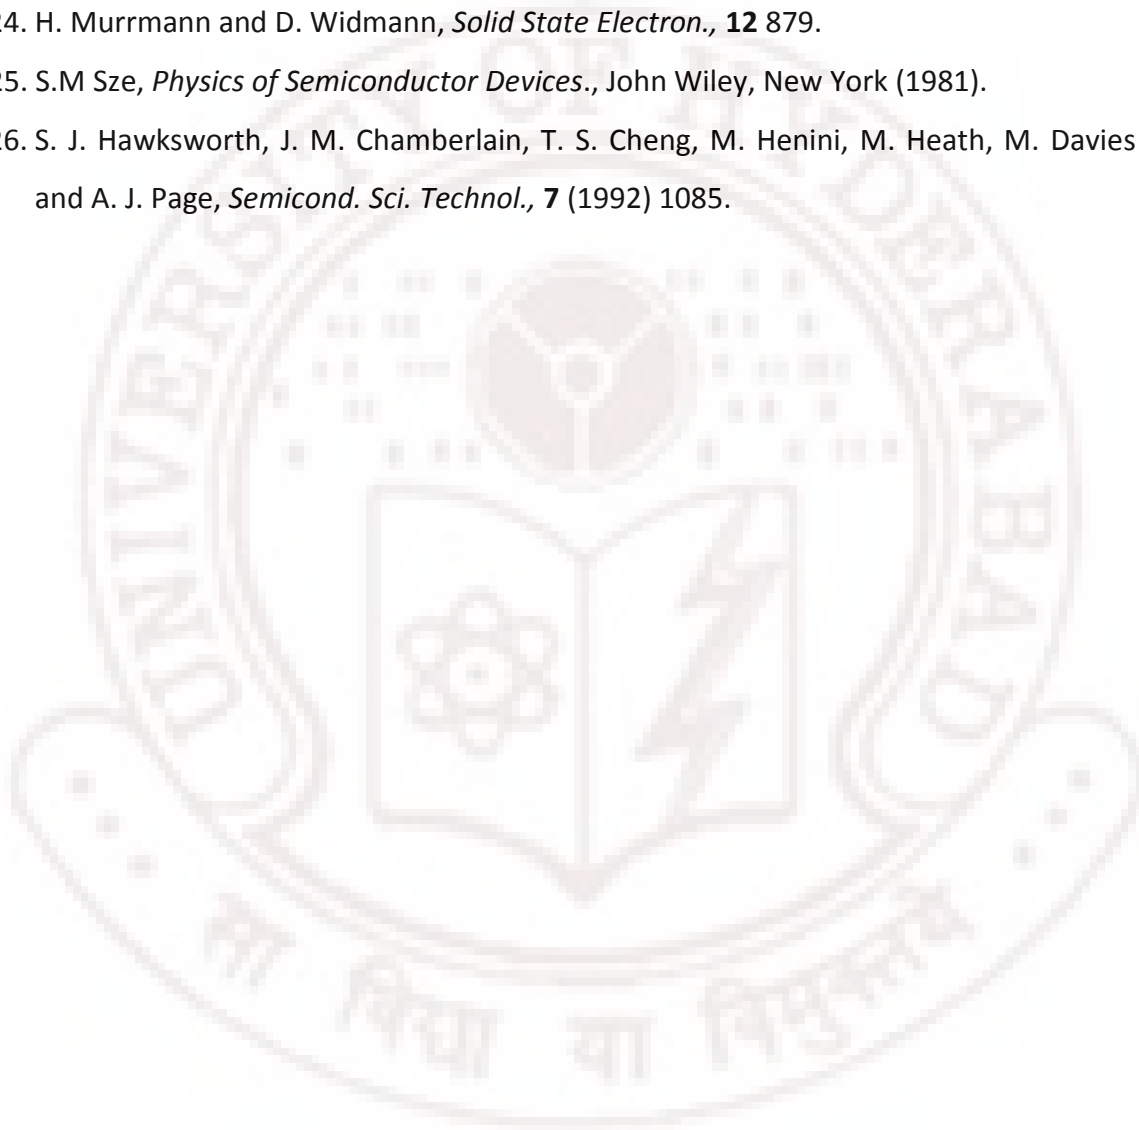 24. H. Murrmann and D. Widmann, Solid State Electron., 12 879.
25. S.M Sze, Physics of Semiconductor Devices., John Wiley, New York (1981).
26. S. J. Hawksworth, J. M. Chamberlain, T. S. Cheng, M. Henini, M. Heath, M. Davies
and A. J. Page, Semicond. Sci. Technol., 7 (1992) 1085.
UNIVERSITY OF HYDERABAD
सा विद्या या विमुक्तये